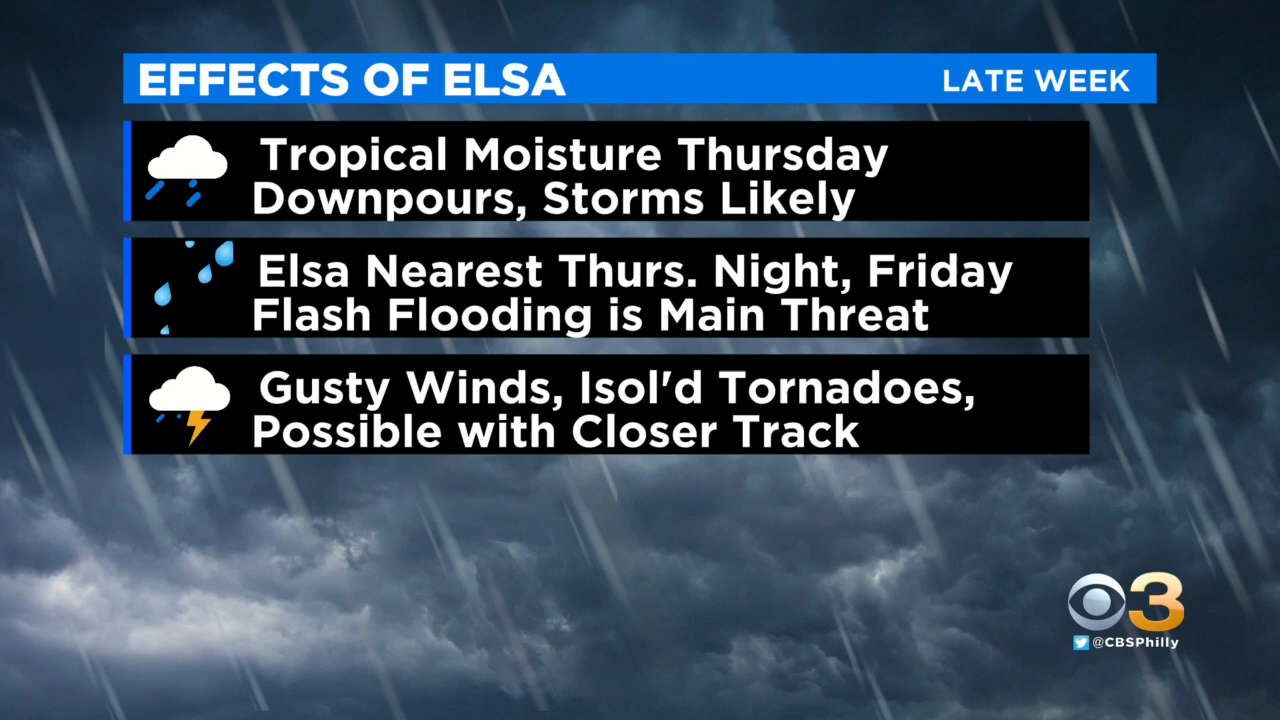 EFFECTS OF ELSA
LATE WEEK
Tropical Moisture Thursday
Downpours, Storms Likely
Elsa Nearest Thurs. Night, Friday
Flash Flooding is Main Threat
Gusty Winds, Isol'd Tornadoes,
Possible with Closer Track
3
@CBSPhilly